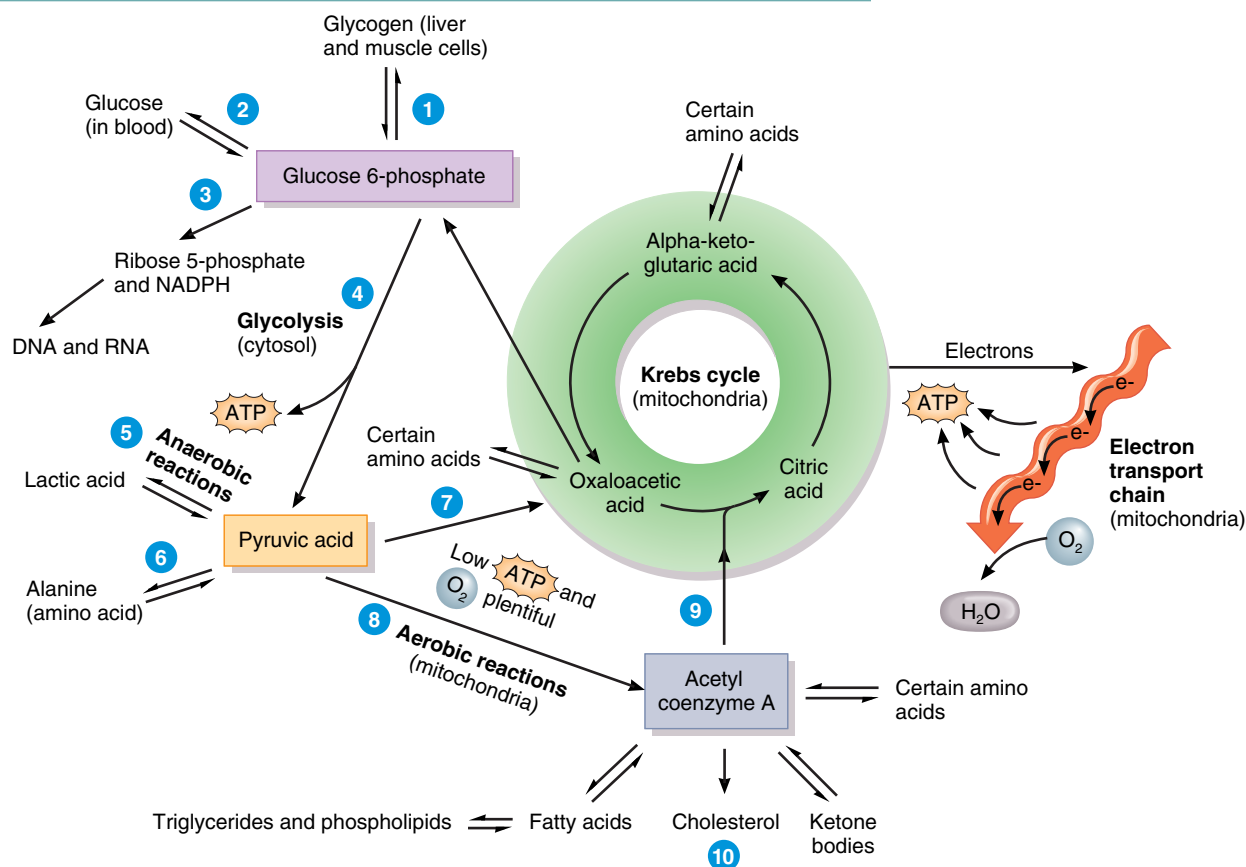 Glycogen (liver
and muscle cells)
Glucose
(in blood)
2
1
Certain
amino acids
Glucose 6-phosphate
3
Ribose 5-phosphate
and NADPH
DNA and RNA
4
Glycolysis
(cytosol)
ATP
Alpha-keto-
glutaric acid
Krebs cycle
(mitochondria)
Electrons
ATP
e-
e-
e-
Electron
transport
chain
(mitochondria)
O2
H2O
5
Anaerobic
reactions
Lactic acid
Certain
amino acids
Oxaloacetic
acid
Citric
acid
7
Pyruvic acid
6
Alanine
(amino acid)
Low ATP and
O2 plentiful
8
Aerobic reactions
(mitochondria)
9
Acetyl
coenzyme A
Certain amino
acids
Triglycerides and phospholipids
Fatty acids
Cholesterol
10
Ketone
bodies